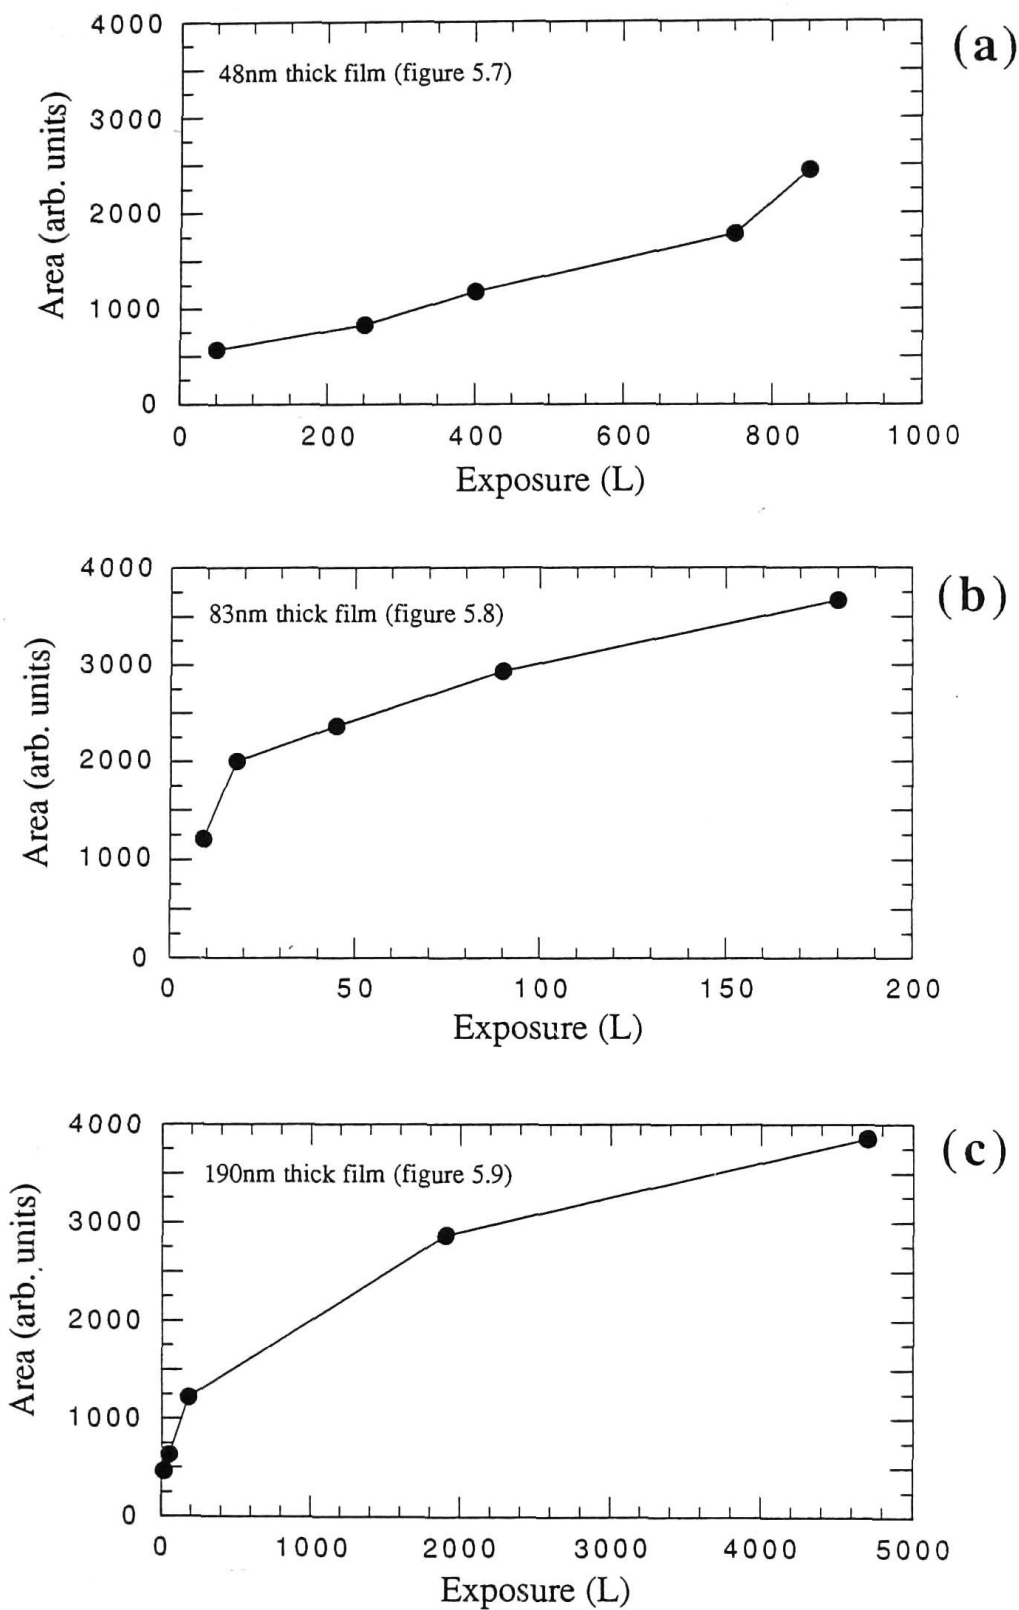 4000
(a)
48nm thick film (figure 5.7)
3000
Area (arb. units)
2000
1000
0
0 200 400 600 800 1000
Exposure (L)
4000
(b)
83nm thick film (figure 5.8)
3000
Area (arb. units)
2000
1000
0
0 50 100 150 200
Exposure (L)
4000
(c)
190nm thick film (figure 5.9)
3000
Area (arb. units)
2000
1000
0
0 1000 2000 3000 4000 5000
Exposure (L)